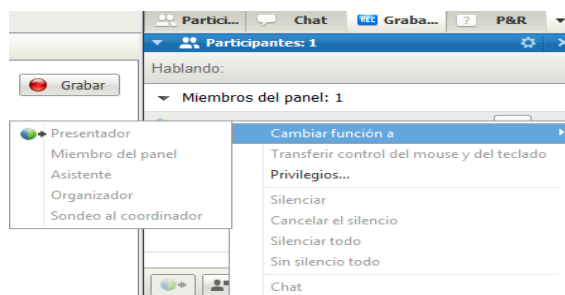 Partici... Chat REC Graba... ? P&R
Participantes: 1
Hablando:
Grabar
Miembros del panel: 1
Presentador
Miembro del panel
Asistente
Organizador
Sondeo al coordinador
Cambiar función a
Transferir control del mouse y del teclado
Privilegios...
Silenciar
Cancelar el silencio
Silenciar todo
Sin silencio todo
Chat